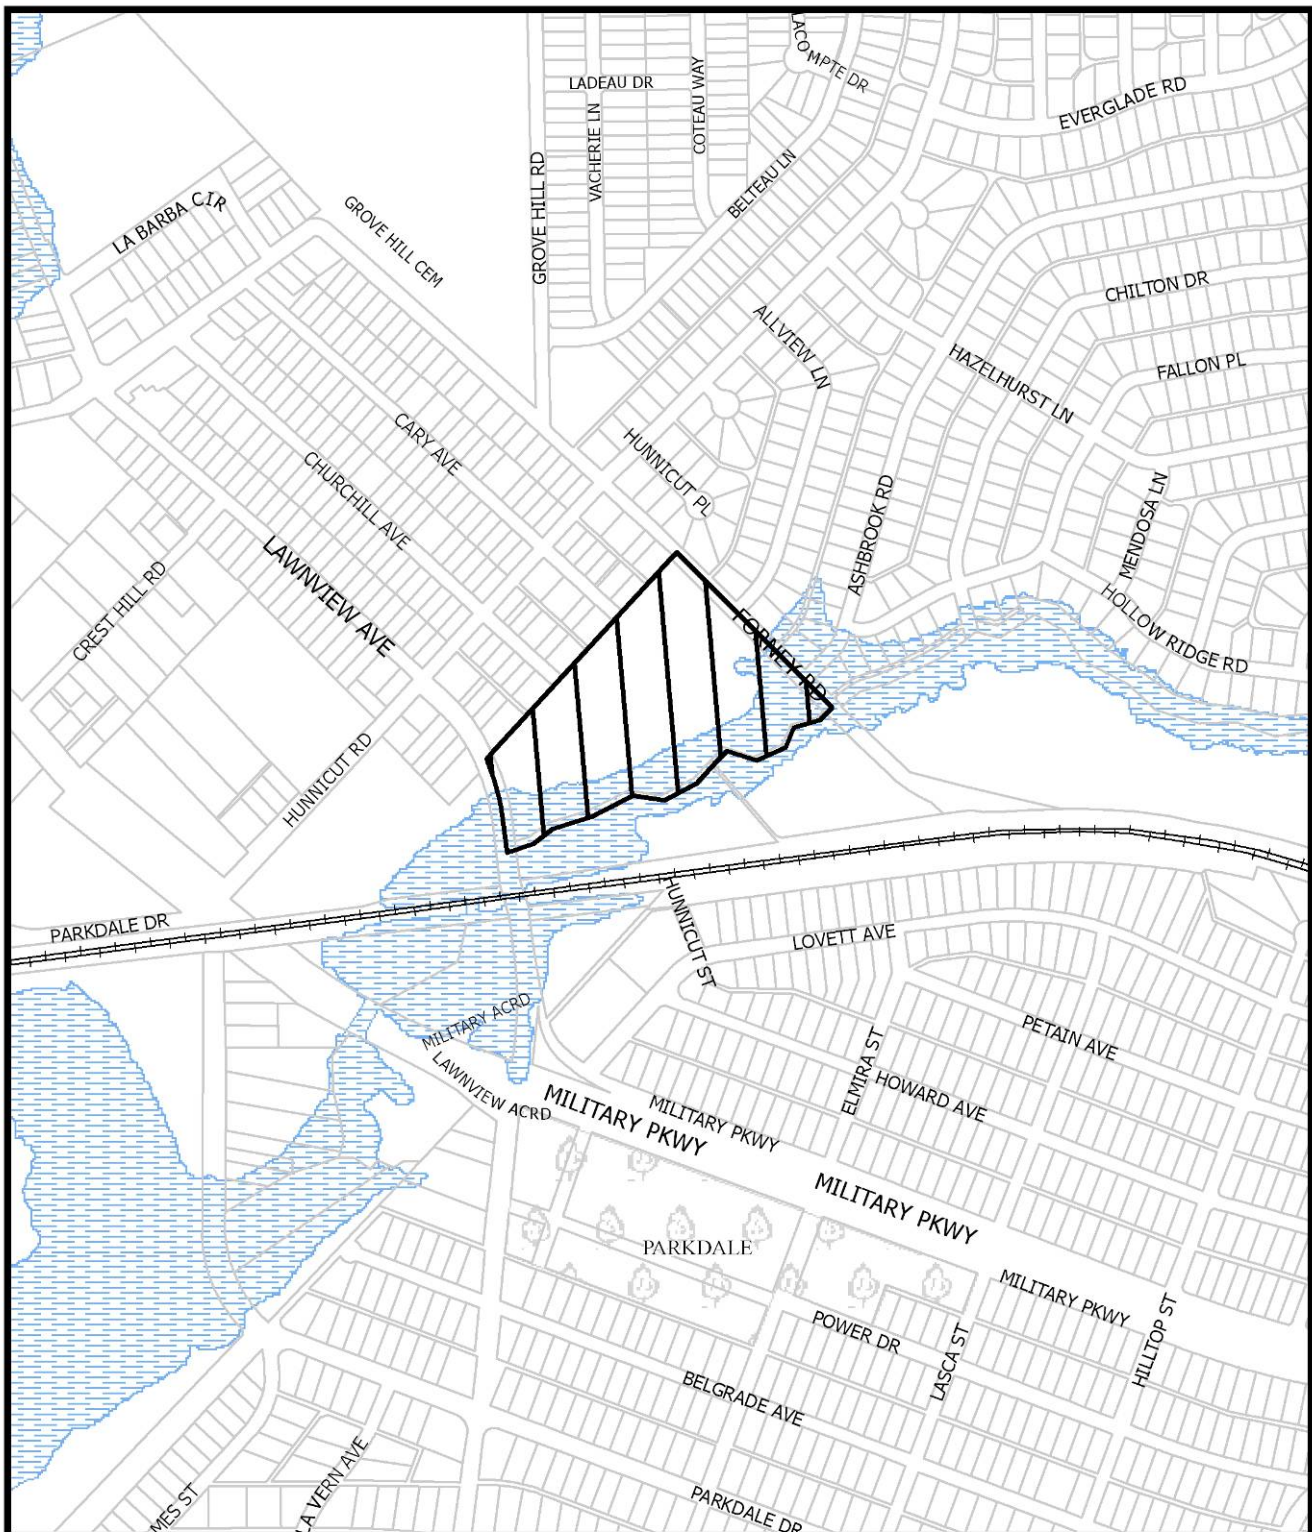 LACOMPTE DR
LADEAU DR
COTEAU WAY
EVERGLADE RD
VACHERIE LN
BELTEAU LN
GROVE HILL RD
LA BARBA CIR
GROVE HILL CEM
CHILTON DR
ALLVIEW LN
HAZELHURST LN
FALLON PL
CARY AVE
HUNNICUT PL
CHURCHILL AVE
MENDOSA LN
ASHBROOK RD
LAWNVIEW AVE
CREST HILL RD
HOLLOW RIDGE RD
FORNEY RD
HUNNICUT RD
PARKDALE DR
HUNNICUT ST
LOVETT AVE
MILITARY ACRD
PETAIN AVE
ELMIRA ST
LAWNVIEW ACRD
HOWARD AVE
MILITARY PKWY
MILITARY PKWY
MILITARY PKWY
PARKDALE
MILITARY PKWY
POWER DR
HILLTOP ST
LASCA ST
BELGRADE AVE
LA VERN AVE
MES ST
PARKDALE DR